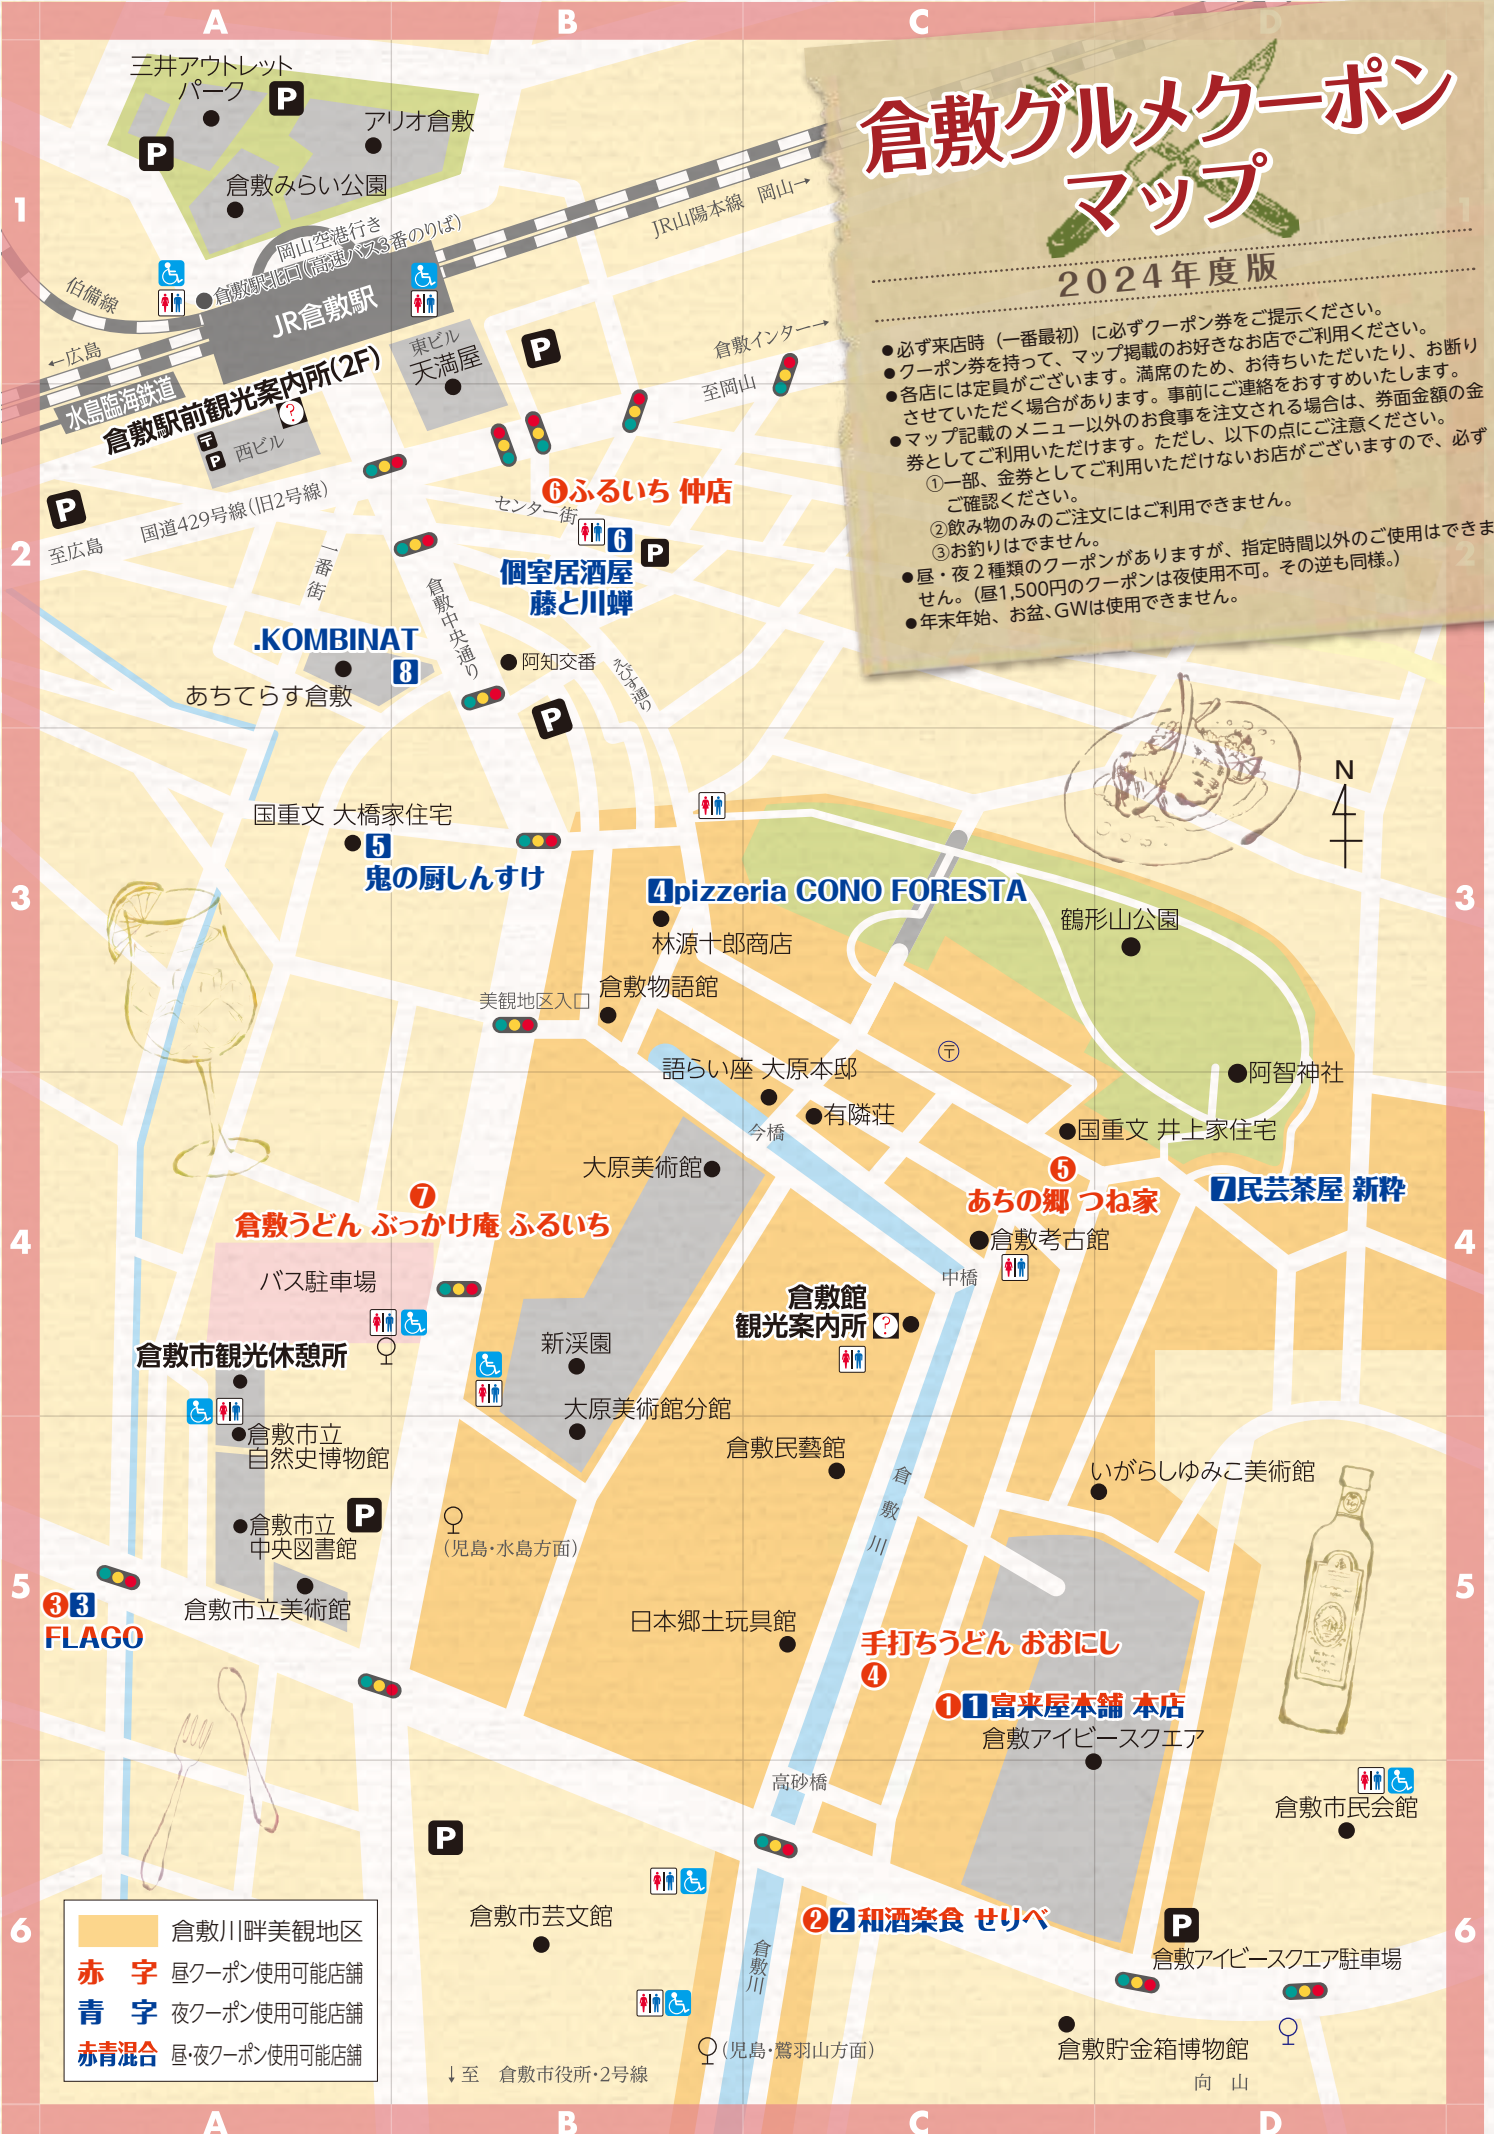 A
B
C
D
倉敷グルメクーポン
マップ
2024年度版
●必ず来店時（一番最初）に必ずクーポン券をご提示ください。
●クーポン券を持って、マップ掲載のお好きなお店でご利用ください。
●各店には定員がございます。満席のため、お待ちいただいたり、お断り
させていただく場合があります。事前にご連絡をおすすめいたします。
●マップ記載のメニュー以外のお食事を注文される場合は、券面金額の金
券としてご利用いただけます。ただし、以下の点にご注意ください。
①一部、金券としてご利用いただけないお店がございますので、必ず
ご確認ください。
②飲み物のみのご注文にはご利用できません。
③お釣りはでません。
●昼・夜２種類のクーポンがありますが、指定時間以外のご使用はできま
せん。（昼1,500円のクーポンは夜使用不可。その逆も同様。）
●年末年始、お盆、GWは使用できません。
1
1
三井アウトレット
パーク
P
P
アリオ倉敷
倉敷みらい公園
岡山空港行き
倉敷駅北口（高速バス3番のりば）
JR山陽本線 岡山→
伯備線
JR倉敷駅
←広島
水島臨海鉄道
倉敷駅前観光案内所(2F)
?
〒
P
西ビル
東ビル
天満屋
P
倉敷インター→
至岡山
2
2
P
至広島
国道429号線（旧2号線）
一番街
センター街
❻ふるいち 仲店
6
P
個室居酒屋
藤と川蝉
倉敷中央通り
.KOMBINAT
8
あちてらす倉敷
阿知交番
えびす通り
P
N
3
3
国重文 大橋家住宅
5
鬼の厨しんすけ
4 pizzeria CONO FORESTA
林源十郎商店
鶴形山公園
倉敷物語館
美観地区入口
〒
語らい座 大原本邸
阿智神社
有隣荘
今橋
国重文 井上家住宅
4
4
大原美術館
❺
あちの郷 つね家
7 民芸茶屋 新粋
❼
倉敷うどん ぶっかけ庵 ふるいち
倉敷考古館
中橋
バス駐車場
倉敷館
観光案内所
?
倉敷市観光休憩所
新渓園
大原美術館分館
倉敷市立
自然史博物館
倉敷民藝館
いがらしゆみこ美術館
倉敷川
P
倉敷市立
中央図書館
（児島・水島方面）
5
5
❸3
FLAGO
倉敷市立美術館
日本郷土玩具館
手打ちうどん おおにし
❹
❶1富来屋本舗 本店
倉敷アイビースクエア
高砂橋
倉敷市民会館
P
6
6
倉敷市芸文館
❷2和酒楽食 せりべ
P
倉敷アイビースクエア駐車場
倉敷川
倉敷貯金箱博物館
向 山
（児島・鷲羽山方面）
↓至 倉敷市役所・2号線
倉敷川畔美観地区
赤 字 昼クーポン使用可能店舗
青 字 夜クーポン使用可能店舗
赤青混合 昼・夜クーポン使用可能店舗
A
B
C
D